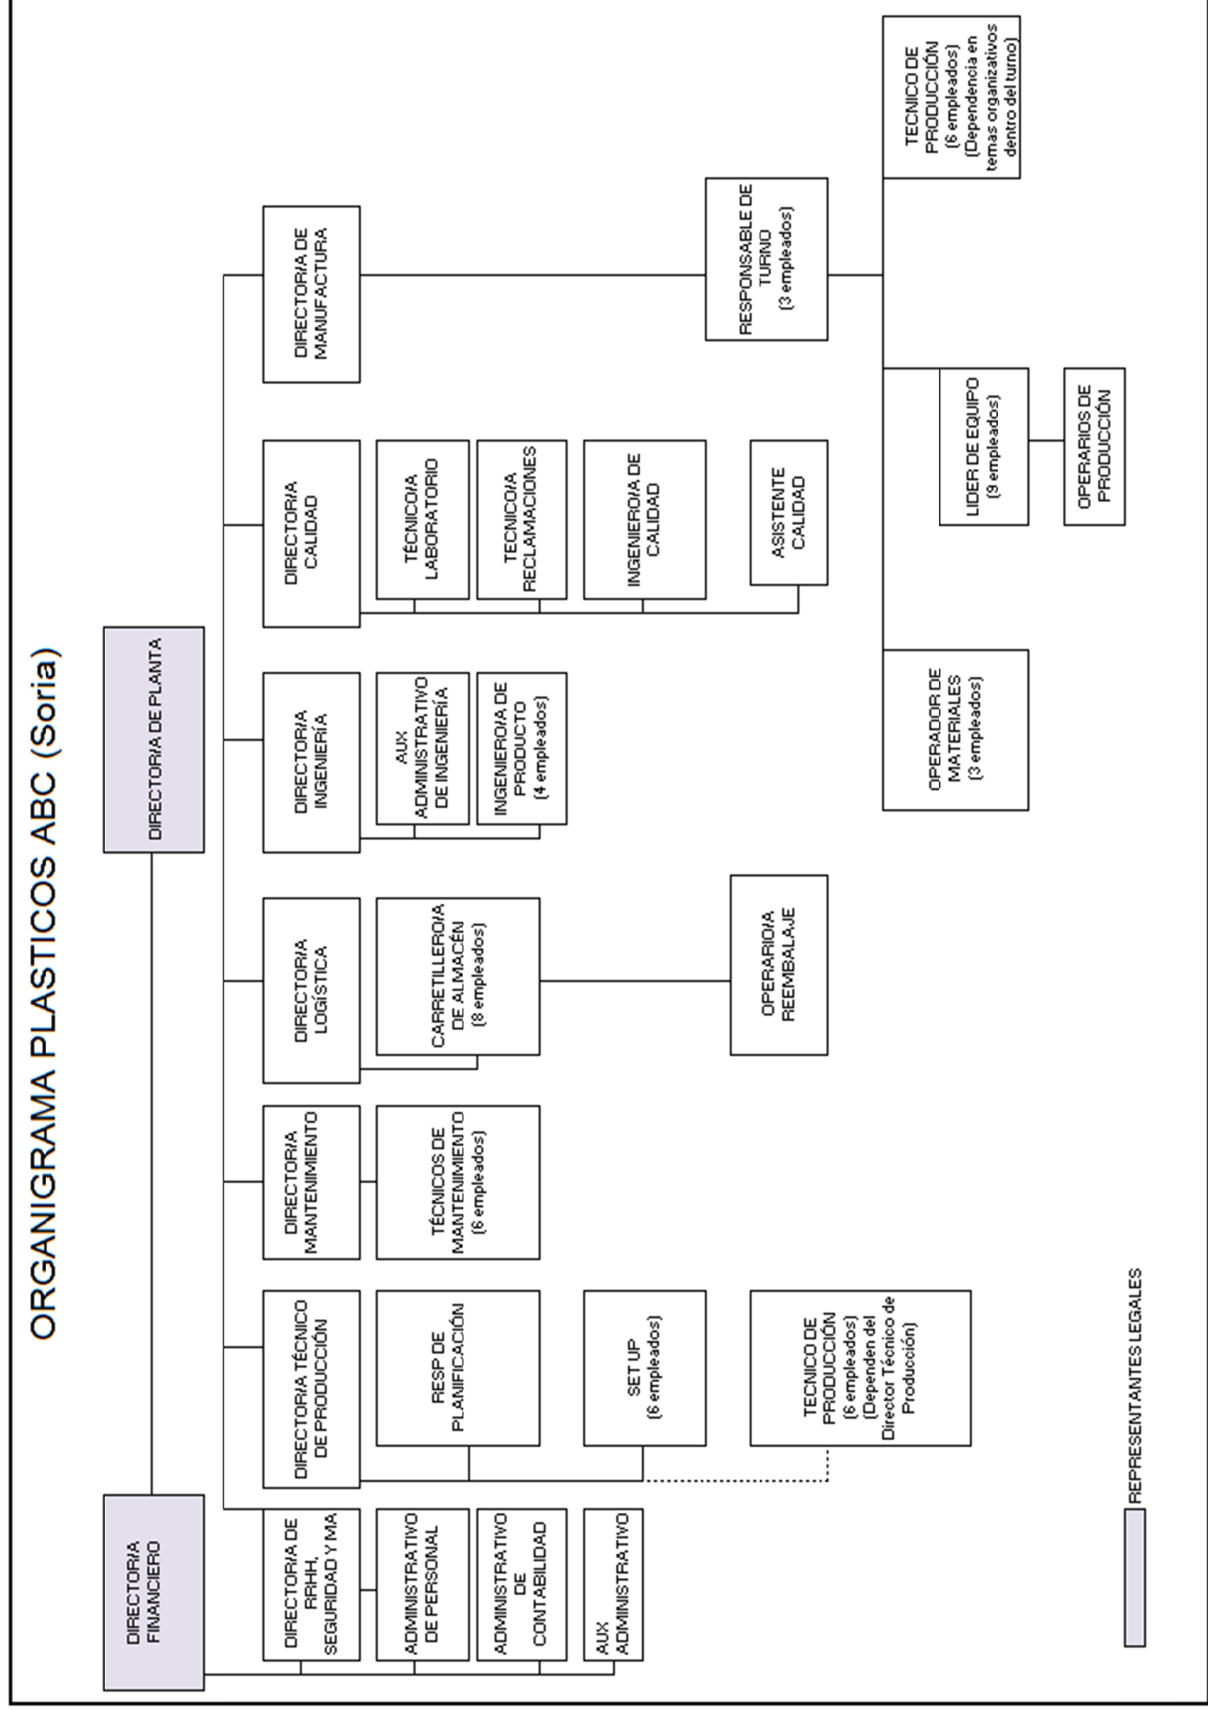 ORGANIGRAMA PLASTICOS ABC (Soria)
DIRECTOR/A
FINANCIERO
DIRECTOR/A DE PLANTA
DIRECTOR/A DE
RRHH,
SEGURIDAD Y MA
ADMINISTRATIVO
DE PERSONAL
ADMINISTRATIVO
DE
CONTABILIDAD
AUX
ADMINISTRATIVO
DIRECTOR/A TÉCNICO
DE PRODUCCIÓN
RESP DE
PLANIFICACIÓN
SET UP
(6 empleados)
TECNICO DE
PRODUCCIÓN
(6 empleados)
(Dependen del
Director Técnico de
Producción)
DIRECTOR/A
MANTENIMIENTO
TÉCNICOS DE
MANTENIMIENTO
(6 empleados)
DIRECTOR/A
LOGÍSTICA
CARRETILLERO/A
DE ALMACÉN
(8 empleados)
OPERARIO/A
REEMBALAJE
DIRECTOR/A
INGENIERÍA
AUX
ADMINISTRATIVO
DE INGENIERÍA
INGENIERO/A DE
PRODUCTO
(4 empleados)
DIRECTOR/A
CALIDAD
TÉCNICO/A
LABORATORIO
TECNICO/A
RECLAMACIONES
INGENIERO/A DE
CALIDAD
ASISTENTE
CALIDAD
DIRECTOR/A DE
MANUFACTURA
RESPONSABLE DE
TURNO
(3 empleados)
OPERADOR DE
MATERIALES
(3 empleados)
LIDER DE EQUIPO
(9 empleados)
OPERARIOS DE
PRODUCCIÓN
TECNICO DE
PRODUCCIÓN
(6 empleados)
(Dependencia en
temas organizativos
dentro del turno)
REPRESENTANTES LEGALES